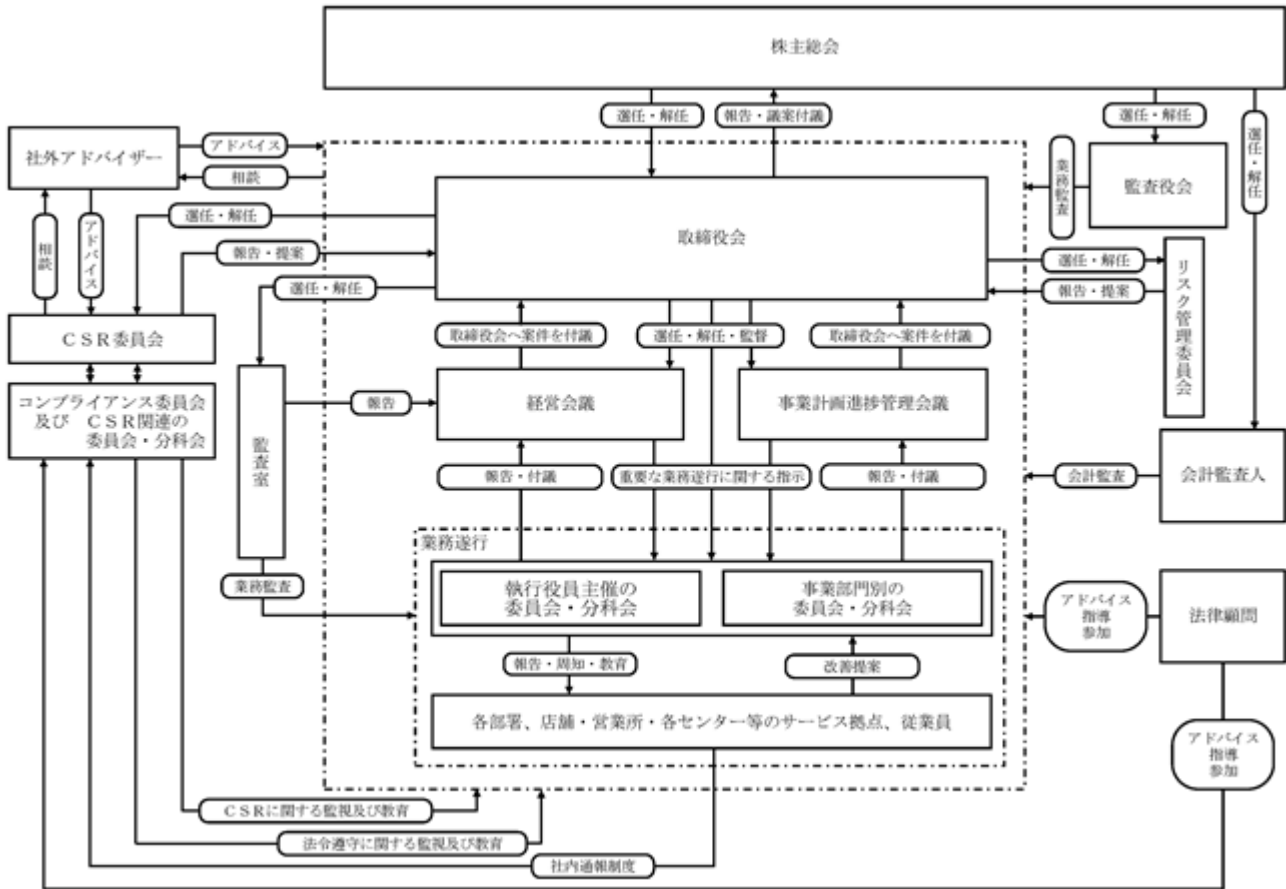 株主総会
選任・解任
報告・議案付議
選任・解任
選任・解任
社外アドバイザー
アドバイス
相談
業務監査
監査役会
相談
アドバイス
選任・解任
報告・提案
取締役会
選任・解任
報告・提案
リスク管理委員会
選任・解任
CSR委員会
取締役会へ案件を付議
選任・解任・監督
取締役会へ案件を付議
コンプライアンス委員会
及び CSR関連の
委員会・分科会
監査室
報告
経営会議
事業計画進捗管理会議
報告・付議
重要な業務遂行に関する指示
報告・付議
会計監査
会計監査人
業務遂行
業務監査
執行役員主催の
委員会・分科会
事業部門別の
委員会・分科会
アドバイス
指導
参加
法律顧問
報告・周知・教育
改善提案
各部署、店舗・営業所・各センター等のサービス拠点、従業員
アドバイス
指導
参加
CSRに関する監視及び教育
法令遵守に関する監視及び教育
社内通報制度